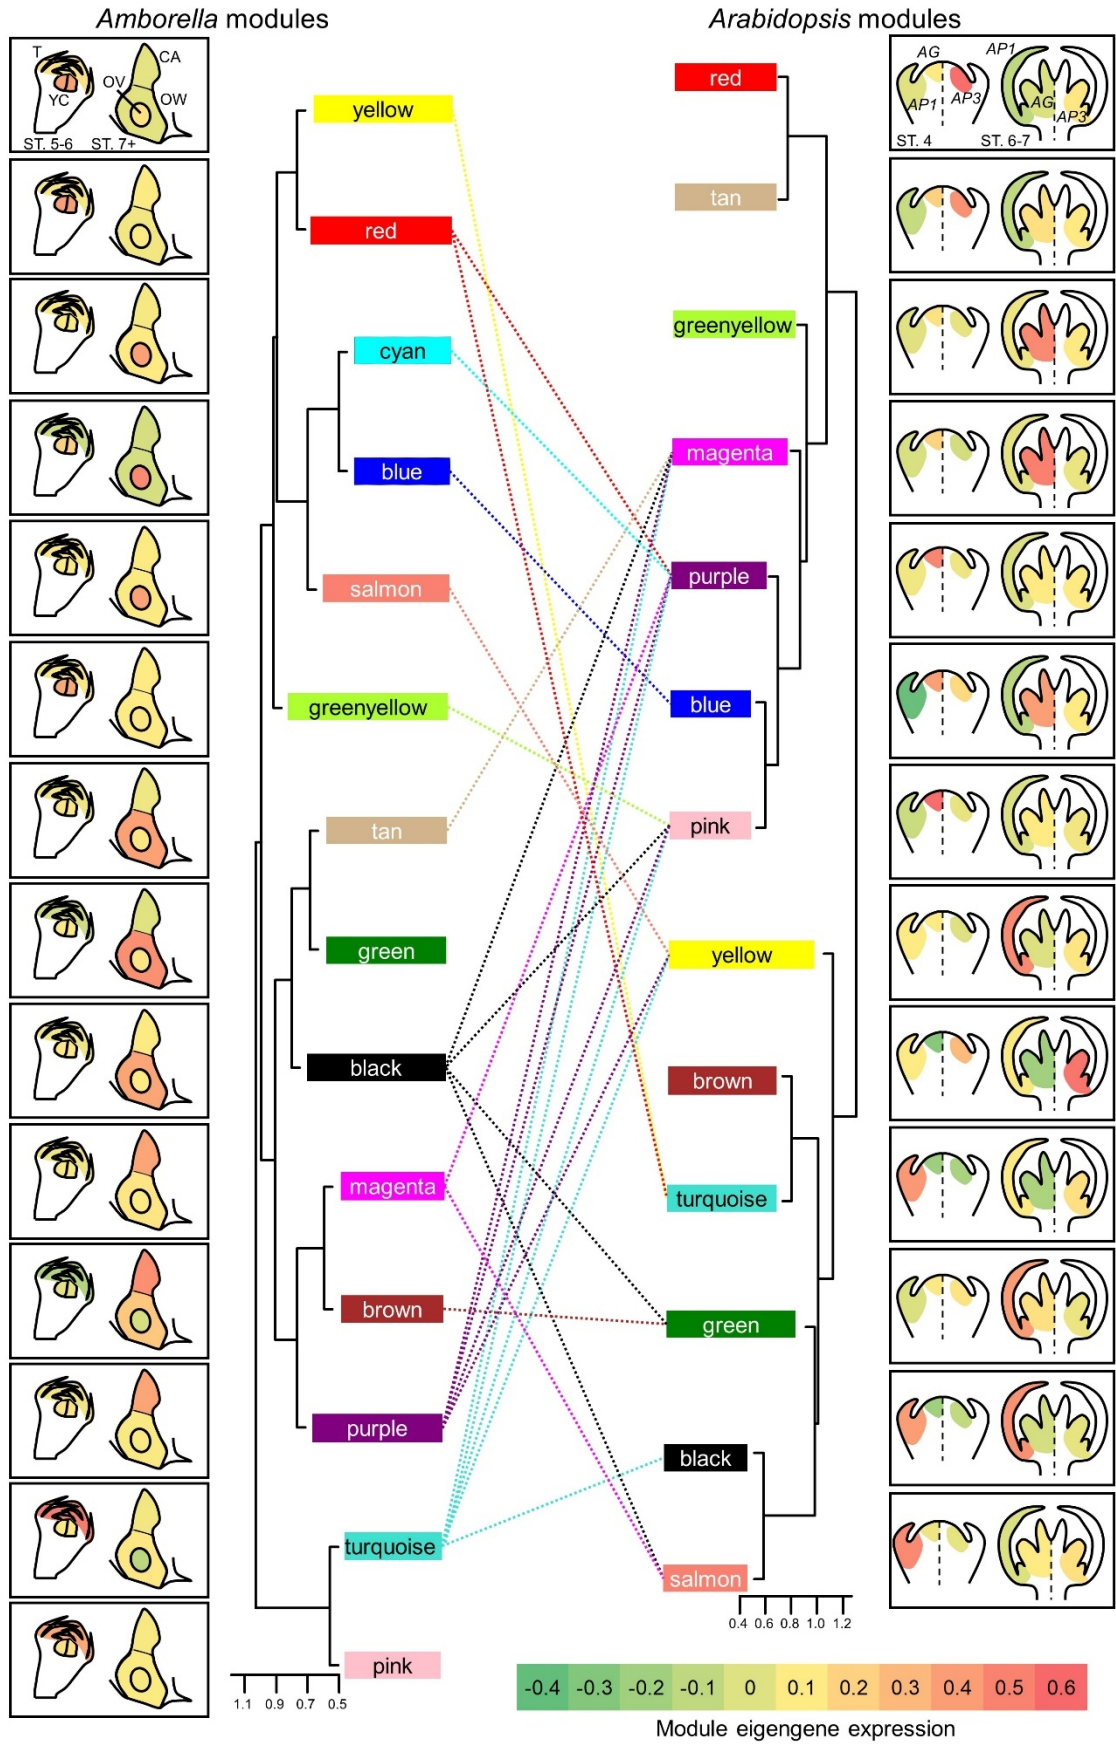 Amborella modules
Arabidopsis modules
T
CA
OV
YC
OW
ST. 5-6
ST. 7+
AG
AP1
AP1
AP3
AG
AP3
ST. 4
ST. 6-7
yellow
red
cyan
blue
salmon
greenyellow
tan
green
black
magenta
brown
purple
turquoise
pink
red
tan
greenyellow
magenta
purple
blue
pink
yellow
brown
turquoise
green
black
salmon
0.4 0.6 0.8 1.0 1.2
1.1 0.9 0.7 0.5
-0.4 -0.3 -0.2 -0.1 0 0.1 0.2 0.3 0.4 0.5 0.6
Module eigengene expression